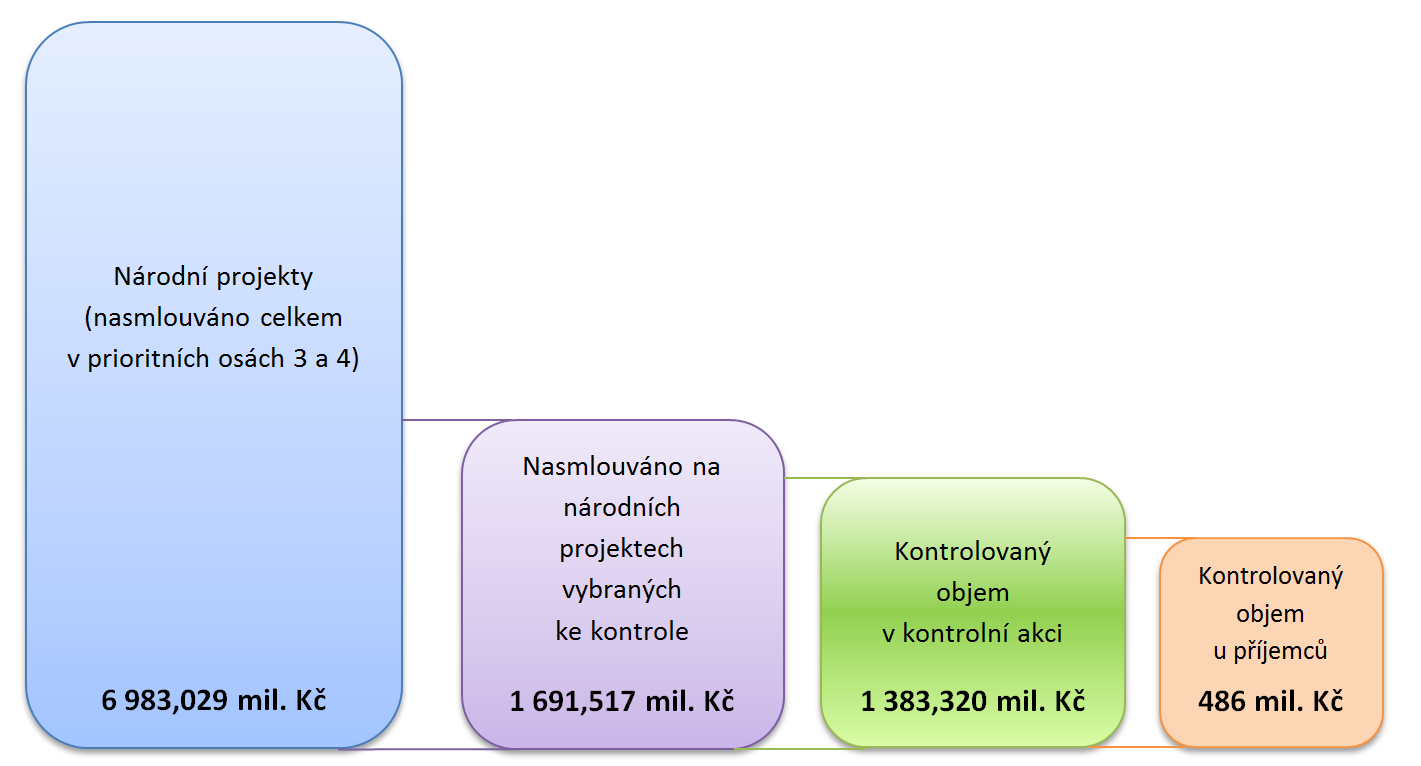 Národní projekty
(nasmlouváno celkem
v prioritních osách 3 a 4)
6 983,029 mil. Kč
Nasmlouváno na
národních
projektech
vybraných
ke kontrole
1 691,517 mil. Kč
Kontrolovaný
objem
v kontrolní akci
1 383,320 mil. Kč
Kontrolovaný
objem
u příjemců
486 mil. Kč